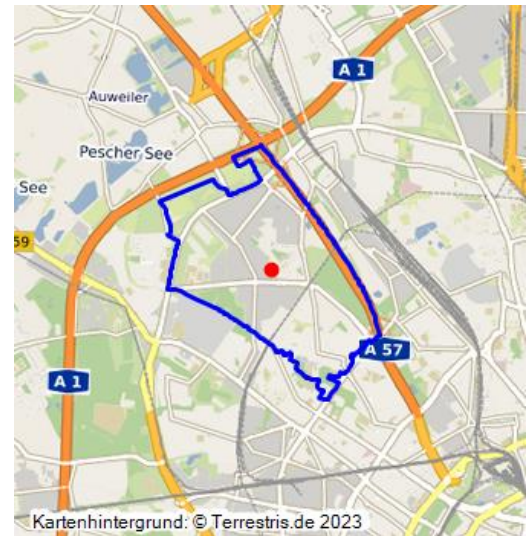 A 1
Auweiler
Pescher See
See
59
A 57
A 1
Kartenhintergrund: © Terrestris.de 2023